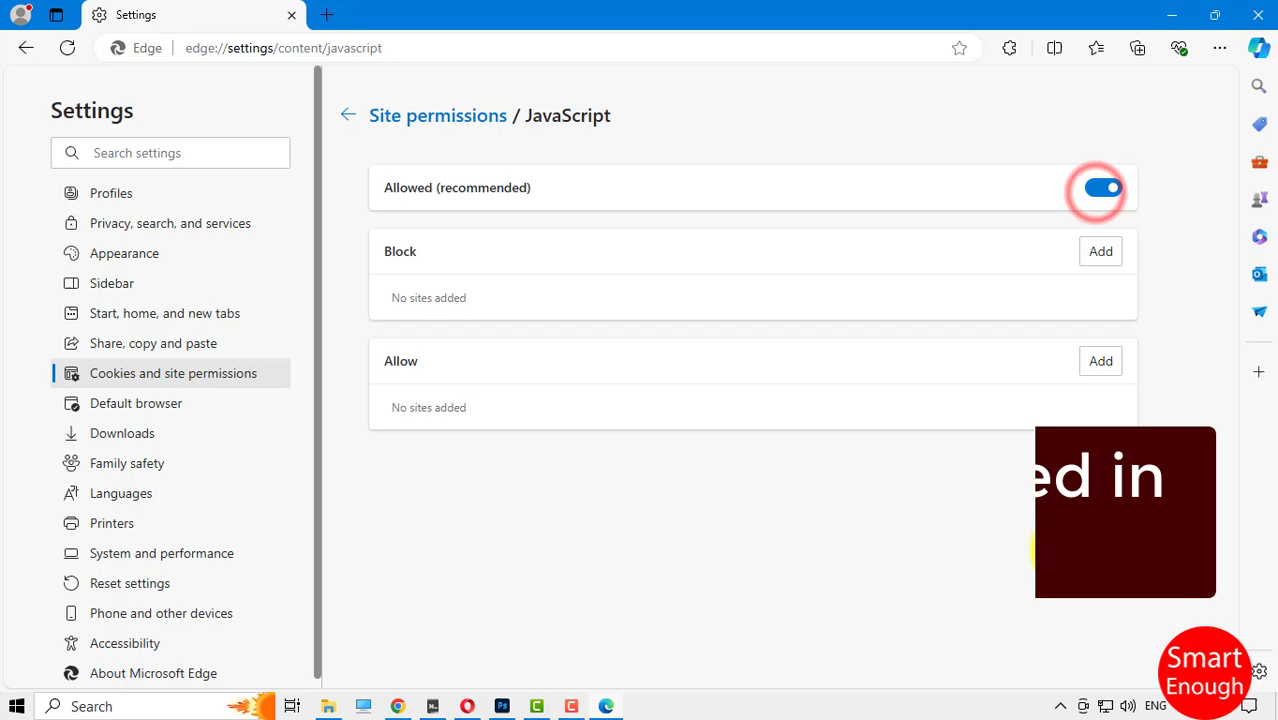 Settings
Edge
edge://settings/content/javascript
Settings
Search settings
Profiles
Privacy, search, and services
Appearance
Sidebar
Start, home, and new tabs
Share, copy and paste
Cookies and site permissions
Default browser
Downloads
Family safety
Languages
Printers
System and performance
Reset settings
Phone and other devices
Accessibility
About Microsoft Edge
Site permissions / JavaScript
Allowed (recommended)
Block
Add
No sites added
Allow
Add
No sites added
ed in
Smart
Enough
Search
Ps
ENG